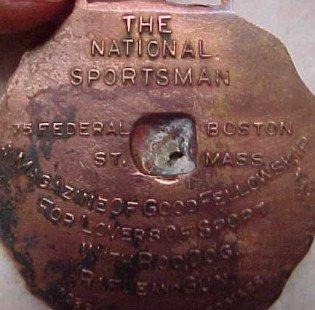 THE
NATIONAL
SPORTSMAN
75 FEDERAL BOSTON
ST. MASS.
A MAGAZINE OF GOOD FELLOWSHIP
FOR LOVERS OF SPORT
WITH ROD, DOG,
RIFLE AND GUN